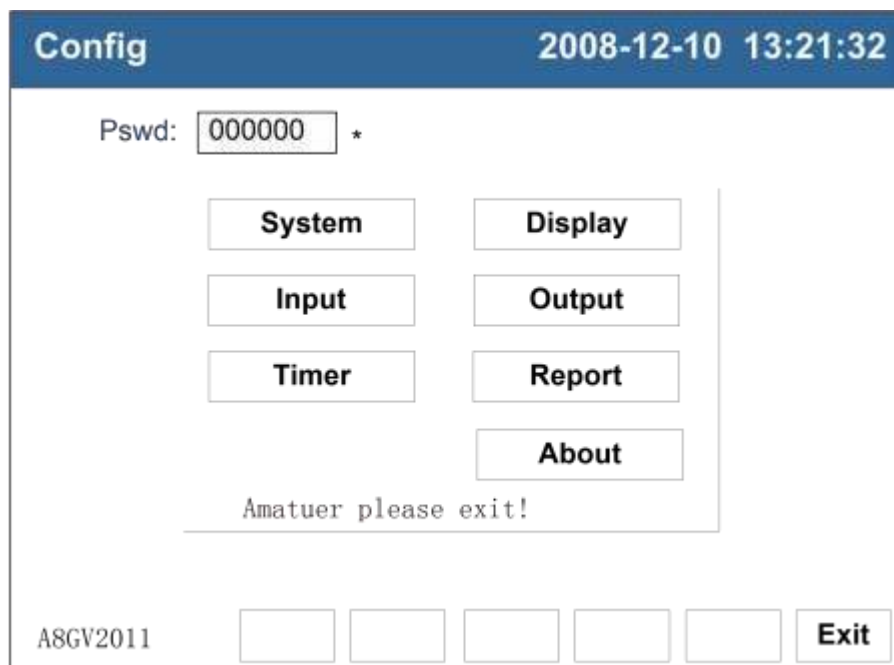 Config 2008-12-10 13:21:32
Pswd: 000000 *
System Display
Input Output
Timer Report
About
Amatuer please exit!
A8GV2011 Exit